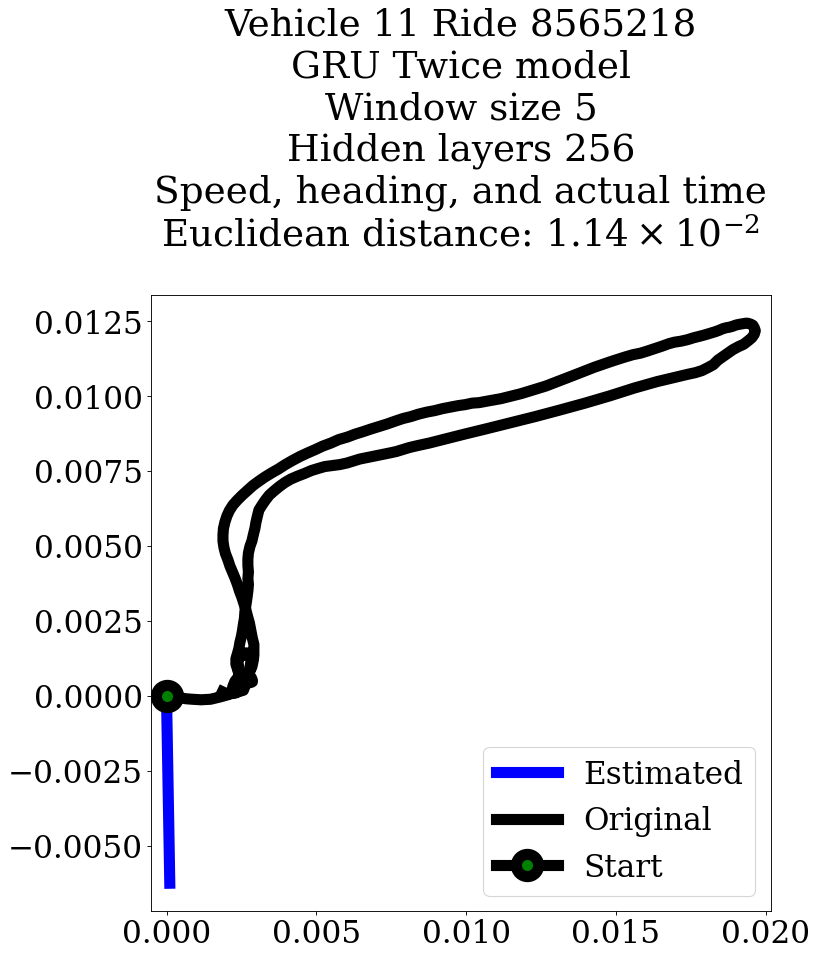 Vehicle 11 Ride 8565218
GRU Twice model
Window size 5
Hidden layers 256
Speed, heading, and actual time
Euclidean distance: 1.14 × 10⁻²
0.0125
0.0100
0.0075
0.0050
0.0025
0.0000
−0.0025
−0.0050
Estimated
Original
Start
0.000 0.005 0.010 0.015 0.020